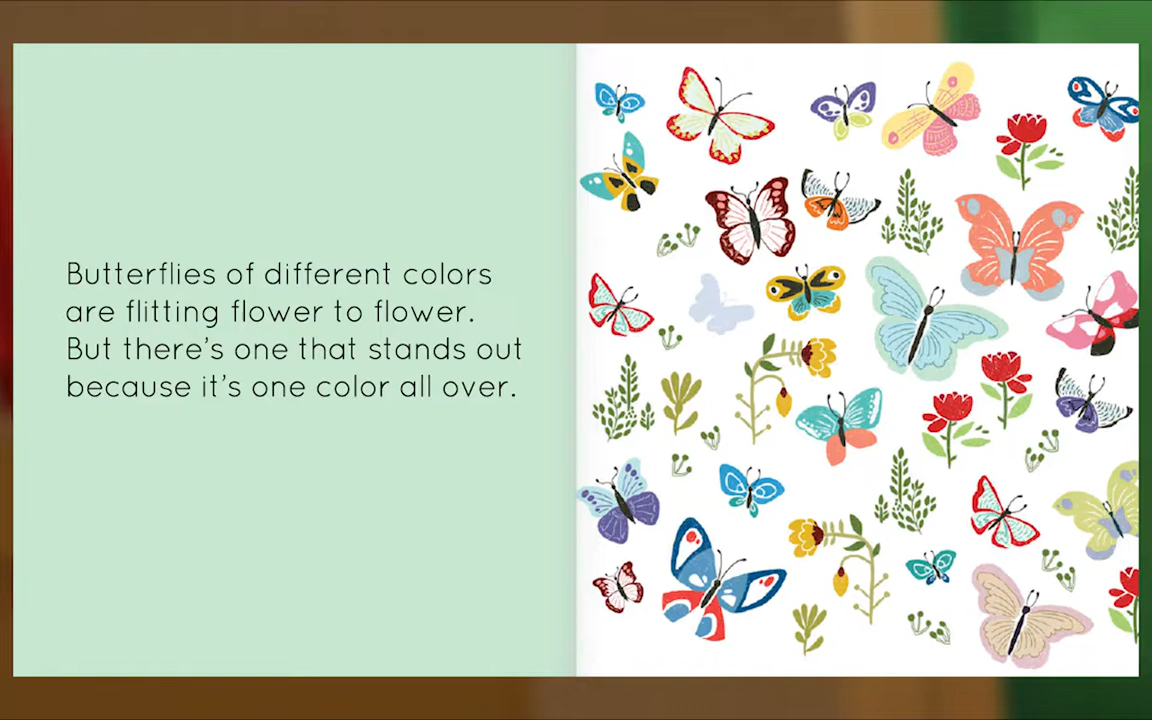 Butterflies of different colors
are flitting flower to flower.
But there's one that stands out
because it's one color all over.